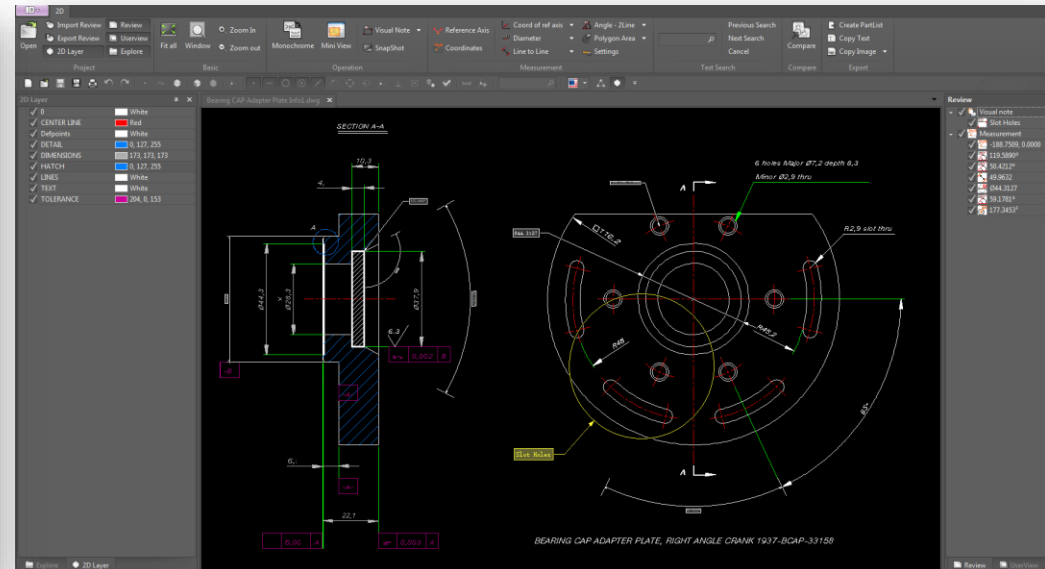 2D
Import Review
Review
Export Review
Userview
2D Layer
Explore
Open
Project
Fit all
Window
Zoom In
Zoom out
Basic
Monochrome
Mini View
Visual Note
SnapShot
Operation
Reference Axis
Coordinates
Coord of ref axis
Diameter
Line to Line
Angle - 2Line
Polygon Area
Settings
Measurement
Previous Search
Next Search
Cancel
Text Search
Compare
Compare
Create PartList
Copy Text
Copy Image
Export
2D Layer
0 White
CENTER LINE Red
Defpoints White
DETAIL 0, 127, 255
DIMENSIONS 173, 173, 173
HATCH 0, 127, 255
LINES White
TEXT White
TOLERANCE 204, 0, 153
Explore
2D Layer
Bearing CAP Adapter Plate Info1.dwg
SECTION A-A
10,3
A
Ø44,3
X
Ø28,3
Ø37,9
6.3
0,002 B
-B-
-A-
22,1
0,05 A
0,003 A
6 holes Major Ø7,2 depth 8,3
Minor Ø2,9 thru
A
R2,9 slot thru
R48
R45,2
83°
Slot Holes
A
BEARING CAP ADAPTER PLATE, RIGHT ANGLE CRANK 1937-BCAP-33158
Review
Visual note
Slot Holes
Measurement
-188.7509, 0.0000
119.5890°
50.4212°
49.9632
Ø44.3127
59.1781°
177.3453°
Review
UserView